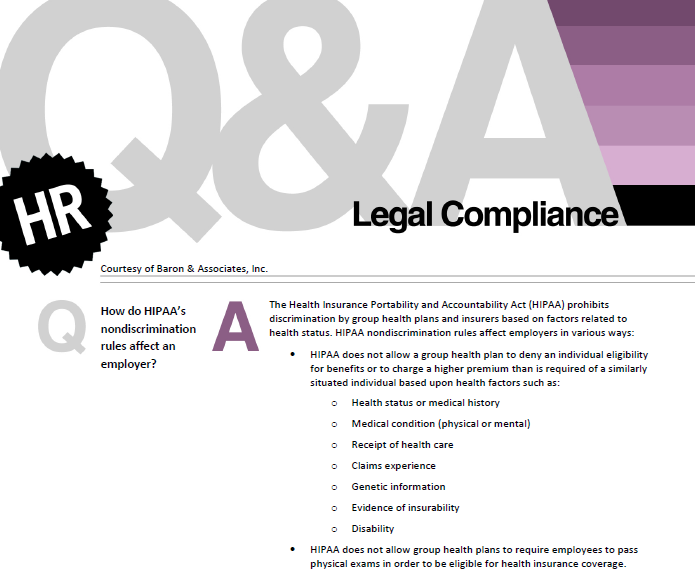 Q&A
HR
Legal Compliance
Courtesy of Baron & Associates, Inc.
Q
How do HIPAA's
nondiscrimination
rules affect an
employer?
A
The Health Insurance Portability and Accountability Act (HIPAA) prohibits
discrimination by group health plans and insurers based on factors related to
health status. HIPAA nondiscrimination rules affect employers in various ways:
• HIPAA does not allow a group health plan to deny an individual eligibility
for benefits or to charge a higher premium than is required of a similarly
situated individual based upon health factors such as:
o Health status or medical history
o Medical condition (physical or mental)
o Receipt of health care
o Claims experience
o Genetic information
o Evidence of insurability
o Disability
• HIPAA does not allow group health plans to require employees to pass
physical exams in order to be eligible for health insurance coverage.